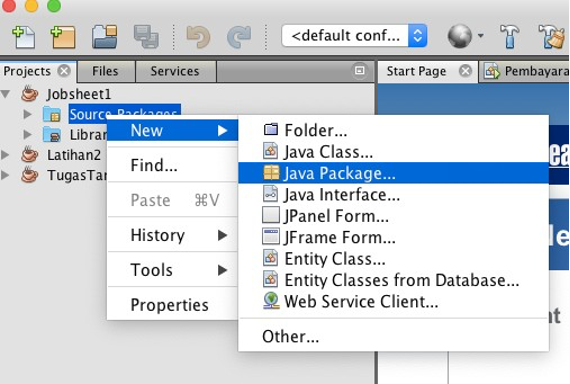 <default conf...
Projects Files Services
Start Page Pembayara
Jobsheet1
Source Packages
Librar
Latihan2
TugasTar
New
Find...
Paste ⌘V
History
Tools
Properties
Folder...
Java Class...
Java Package...
Java Interface...
JPanel Form...
JFrame Form...
Entity Class...
Entity Classes from Database...
Web Service Client...
Other...
ea
le
nt